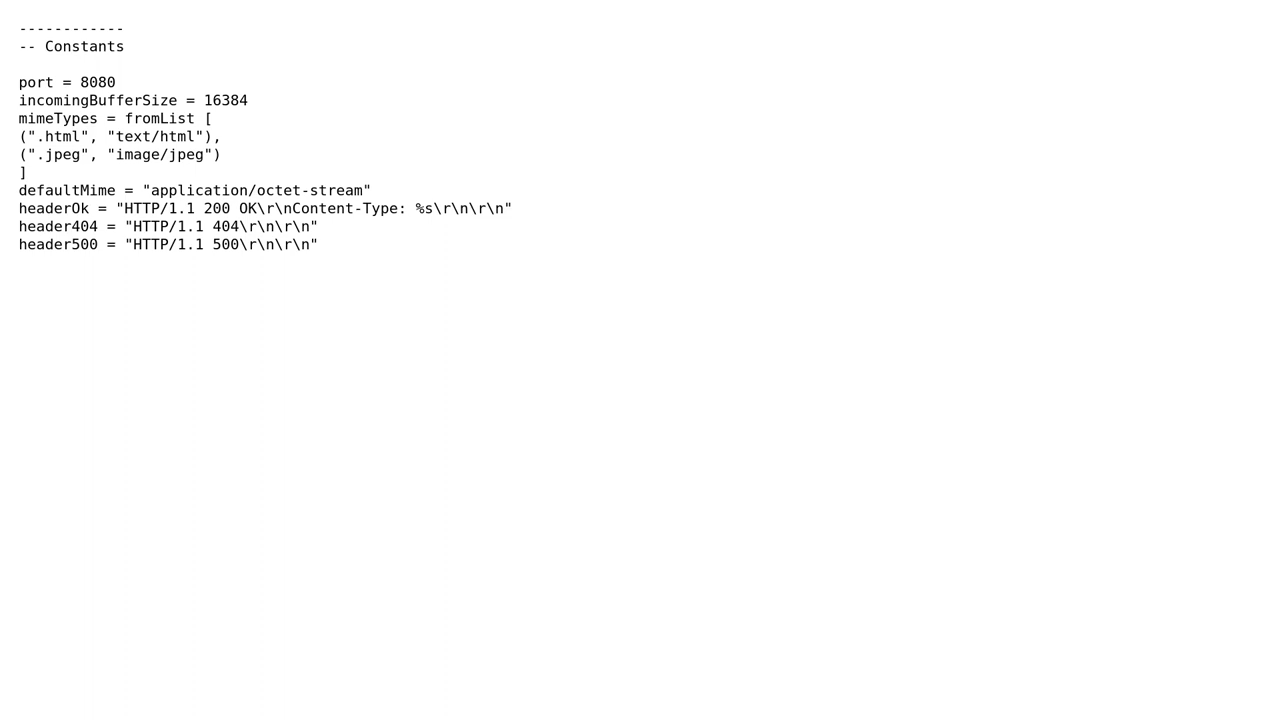 ------------
-- Constants
port = 8080
incomingBufferSize = 16384
mimeTypes = fromList [
(".html", "text/html"),
(".jpeg", "image/jpeg")
]
defaultMime = "application/octet-stream"
headerOk = "HTTP/1.1 200 OK\r\nContent-Type: %s\r\n\r\n"
header404 = "HTTP/1.1 404\r\n\r\n"
header500 = "HTTP/1.1 500\r\n\r\n"